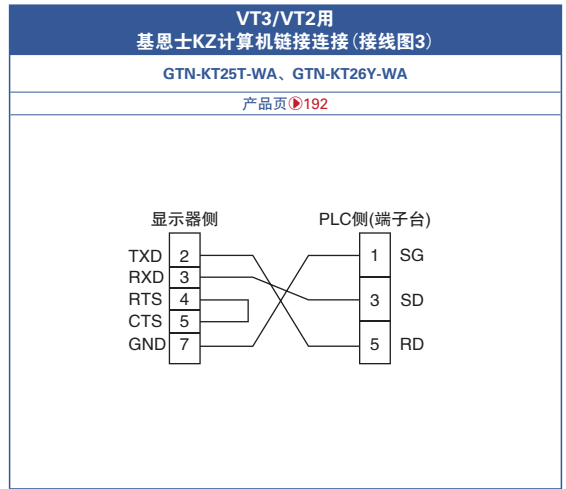 VT3/VT2用
基恩士KZ计算机链接连接(接线图3)
GTN-KT25T-WA、GTN-KT26Y-WA
产品页192
显示器侧 PLC侧(端子台)
TXD 2 1 SG
RXD 3
RTS 4 3 SD
CTS 5
GND 7 5 RD